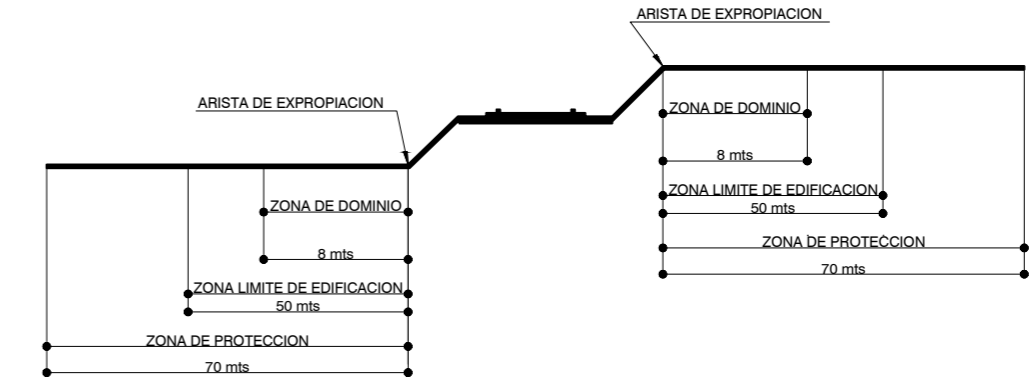 ARISTA DE EXPROPIACION
ARISTA DE EXPROPIACION
ZONA DE DOMINIO
8 mts
ZONA LIMITE DE EDIFICACION
50 mts
ZONA DE PROTECCION
70 mts
ZONA DE DOMINIO
8 mts
ZONA LIMITE DE EDIFICACION
50 mts
ZONA DE PROTECCION
70 mts